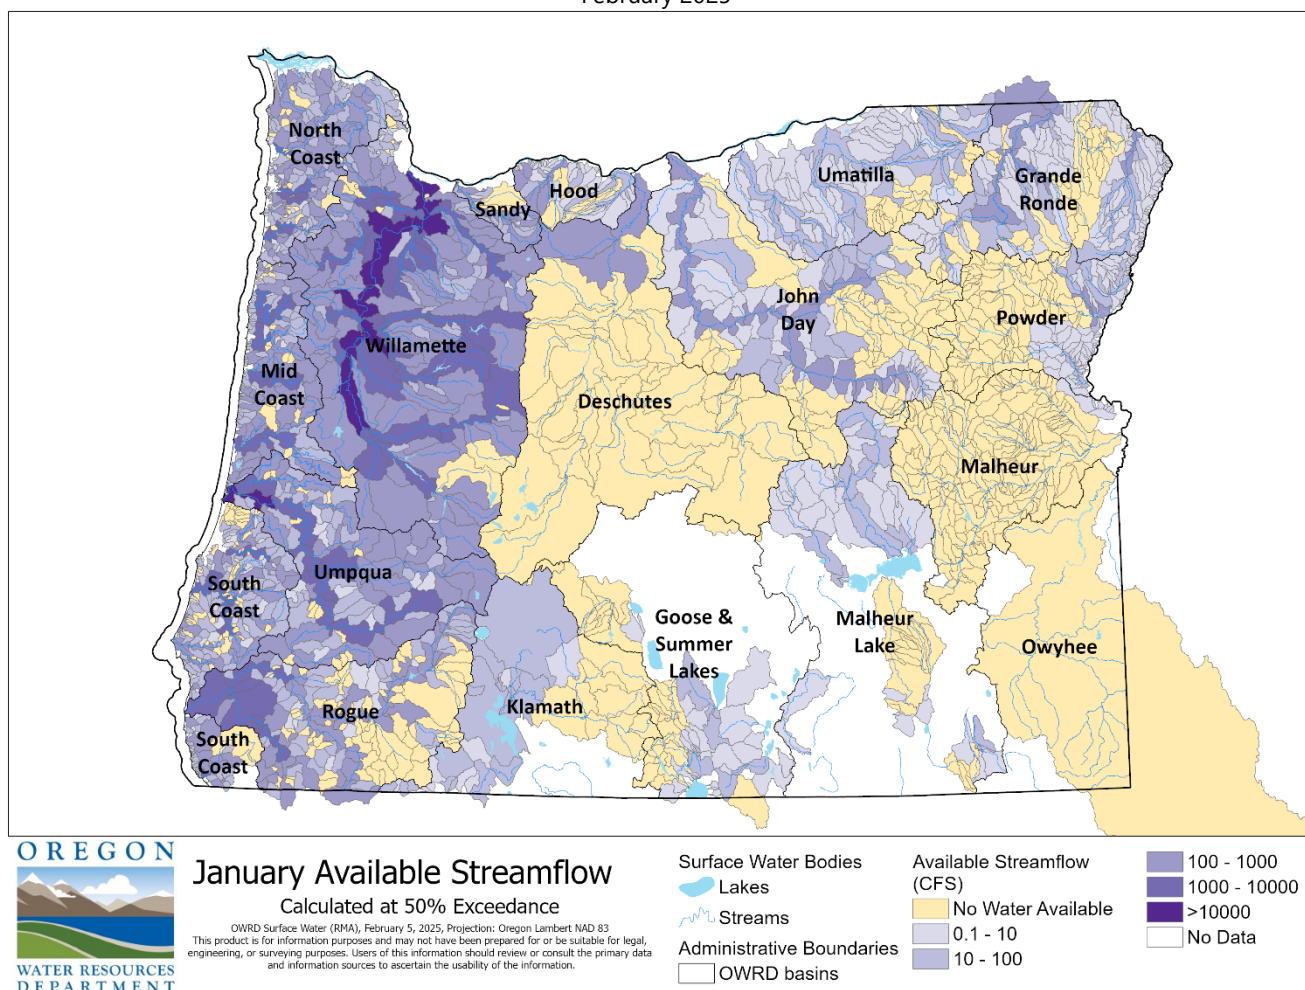 February 2025
North
Coast
Hood
Sandy
Umatilla
Grande
Ronde
John
Day
Powder
Willamette
Mid
Coast
Deschutes
Malheur
Umpqua
South
Coast
Goose &
Summer
Lakes
Malheur
Lake
Owyhee
Rogue
Klamath
South
Coast
OREGON
WATER RESOURCES
DEPARTMENT
January Available Streamflow
Calculated at 50% Exceedance
OWRD Surface Water (RMA), February 5, 2025, Projection: Oregon Lambert NAD 83
This product is for information purposes and may not have been prepared for or be suitable for legal,
engineering, or surveying purposes. Users of this information should review or consult the primary data
and information sources to ascertain the usability of the information.
Surface Water Bodies
Lakes
Streams
Administrative Boundaries
OWRD basins
Available Streamflow
(CFS)
No Water Available
0.1 - 10
10 - 100
100 - 1000
1000 - 10000
>10000
No Data